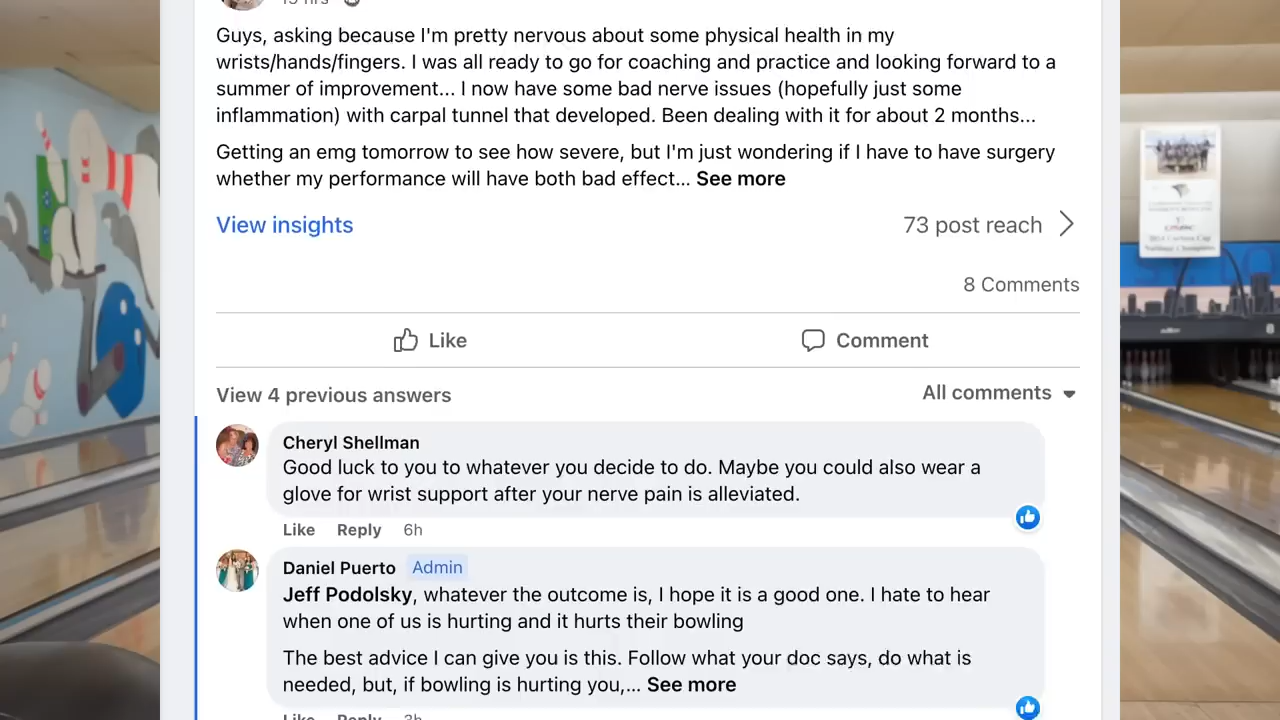 Guys, asking because I'm pretty nervous about some physical health in my
wrists/hands/fingers. I was all ready to go for coaching and practice and looking forward to a
summer of improvement... I now have some bad nerve issues (hopefully just some
inflammation) with carpal tunnel that developed. Been dealing with it for about 2 months...
Getting an emg tomorrow to see how severe, but I'm just wondering if I have to have surgery
whether my performance will have both bad effect... See more
View insights
73 post reach
8 Comments
Like
Comment
View 4 previous answers
All comments
Cheryl Shellman
Good luck to you to whatever you decide to do. Maybe you could also wear a
glove for wrist support after your nerve pain is alleviated.
Like Reply 6h
Daniel Puerto Admin
Jeff Podolsky, whatever the outcome is, I hope it is a good one. I hate to hear
when one of us is hurting and it hurts their bowling
The best advice I can give you is this. Follow what your doc says, do what is
needed, but, if bowling is hurting you,... See more
Like Reply 3h
8